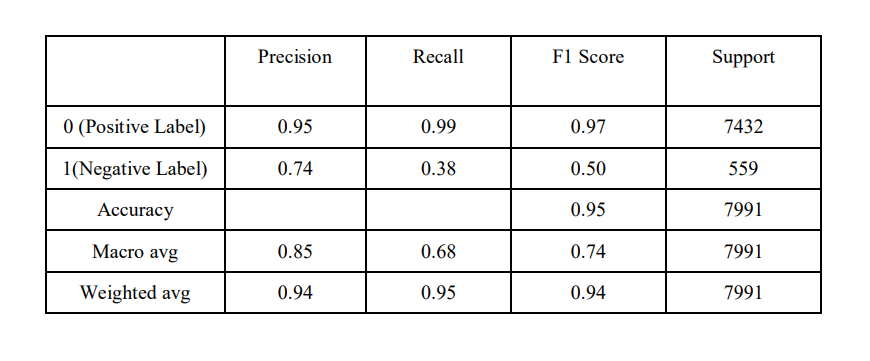 Precision Recall F1 Score Support
0 (Positive Label) 0.95 0.99 0.97 7432
1(Negative Label) 0.74 0.38 0.50 559
Accuracy 0.95 7991
Macro avg 0.85 0.68 0.74 7991
Weighted avg 0.94 0.95 0.94 7991